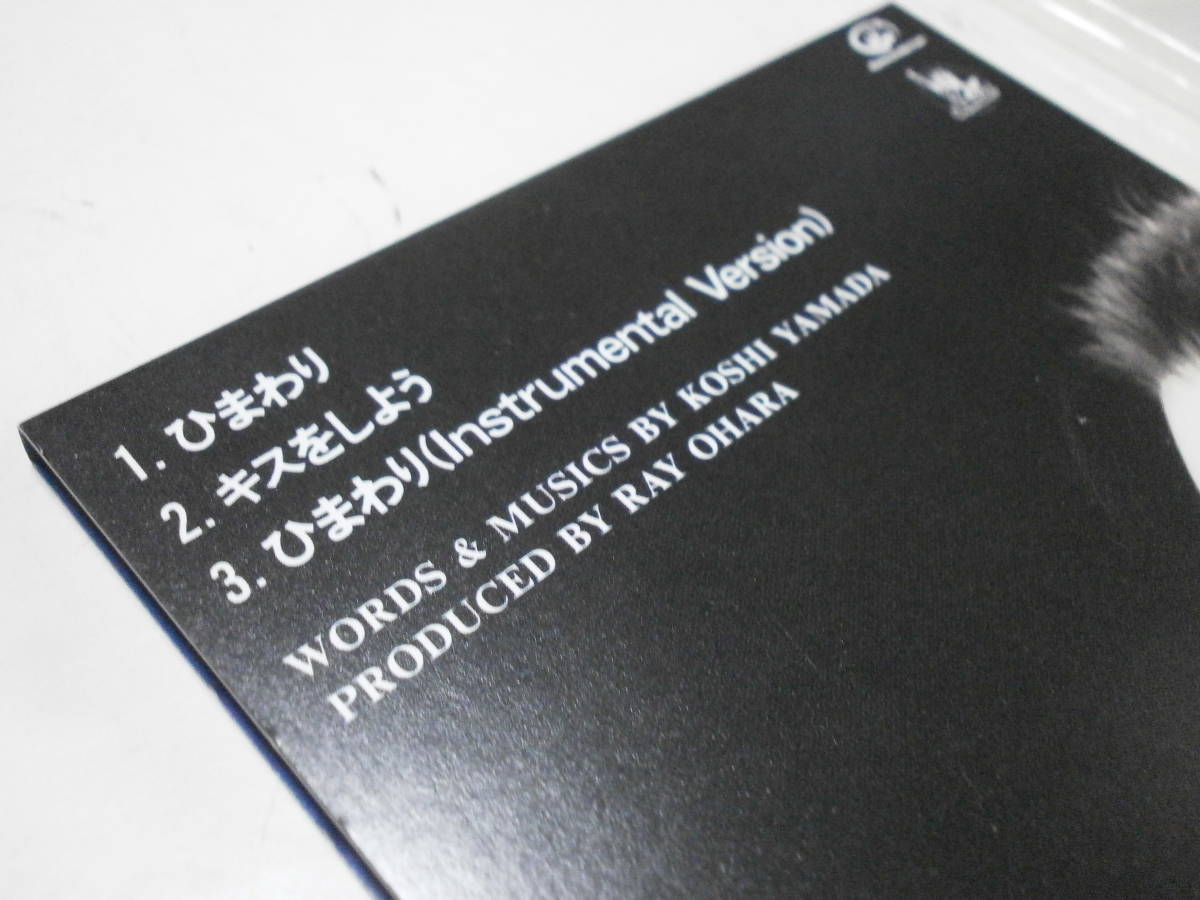 1. ひまわり
2. キスをしよう
3. ひまわり(Instrumental Version)
WORDS & MUSICS BY KOSHI YAMADA
PRODUCED BY RAY OHARA